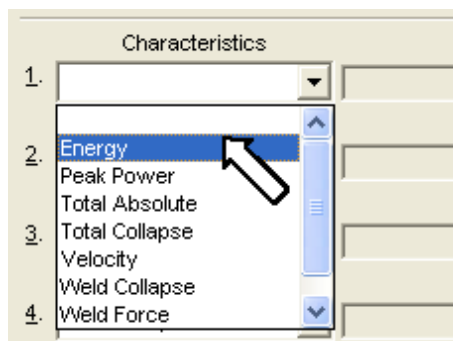 Characteristics
1.
Energy
2.
Peak Power
Total Absolute
Total Collapse
3.
Velocity
Weld Collapse
Weld Force
4.